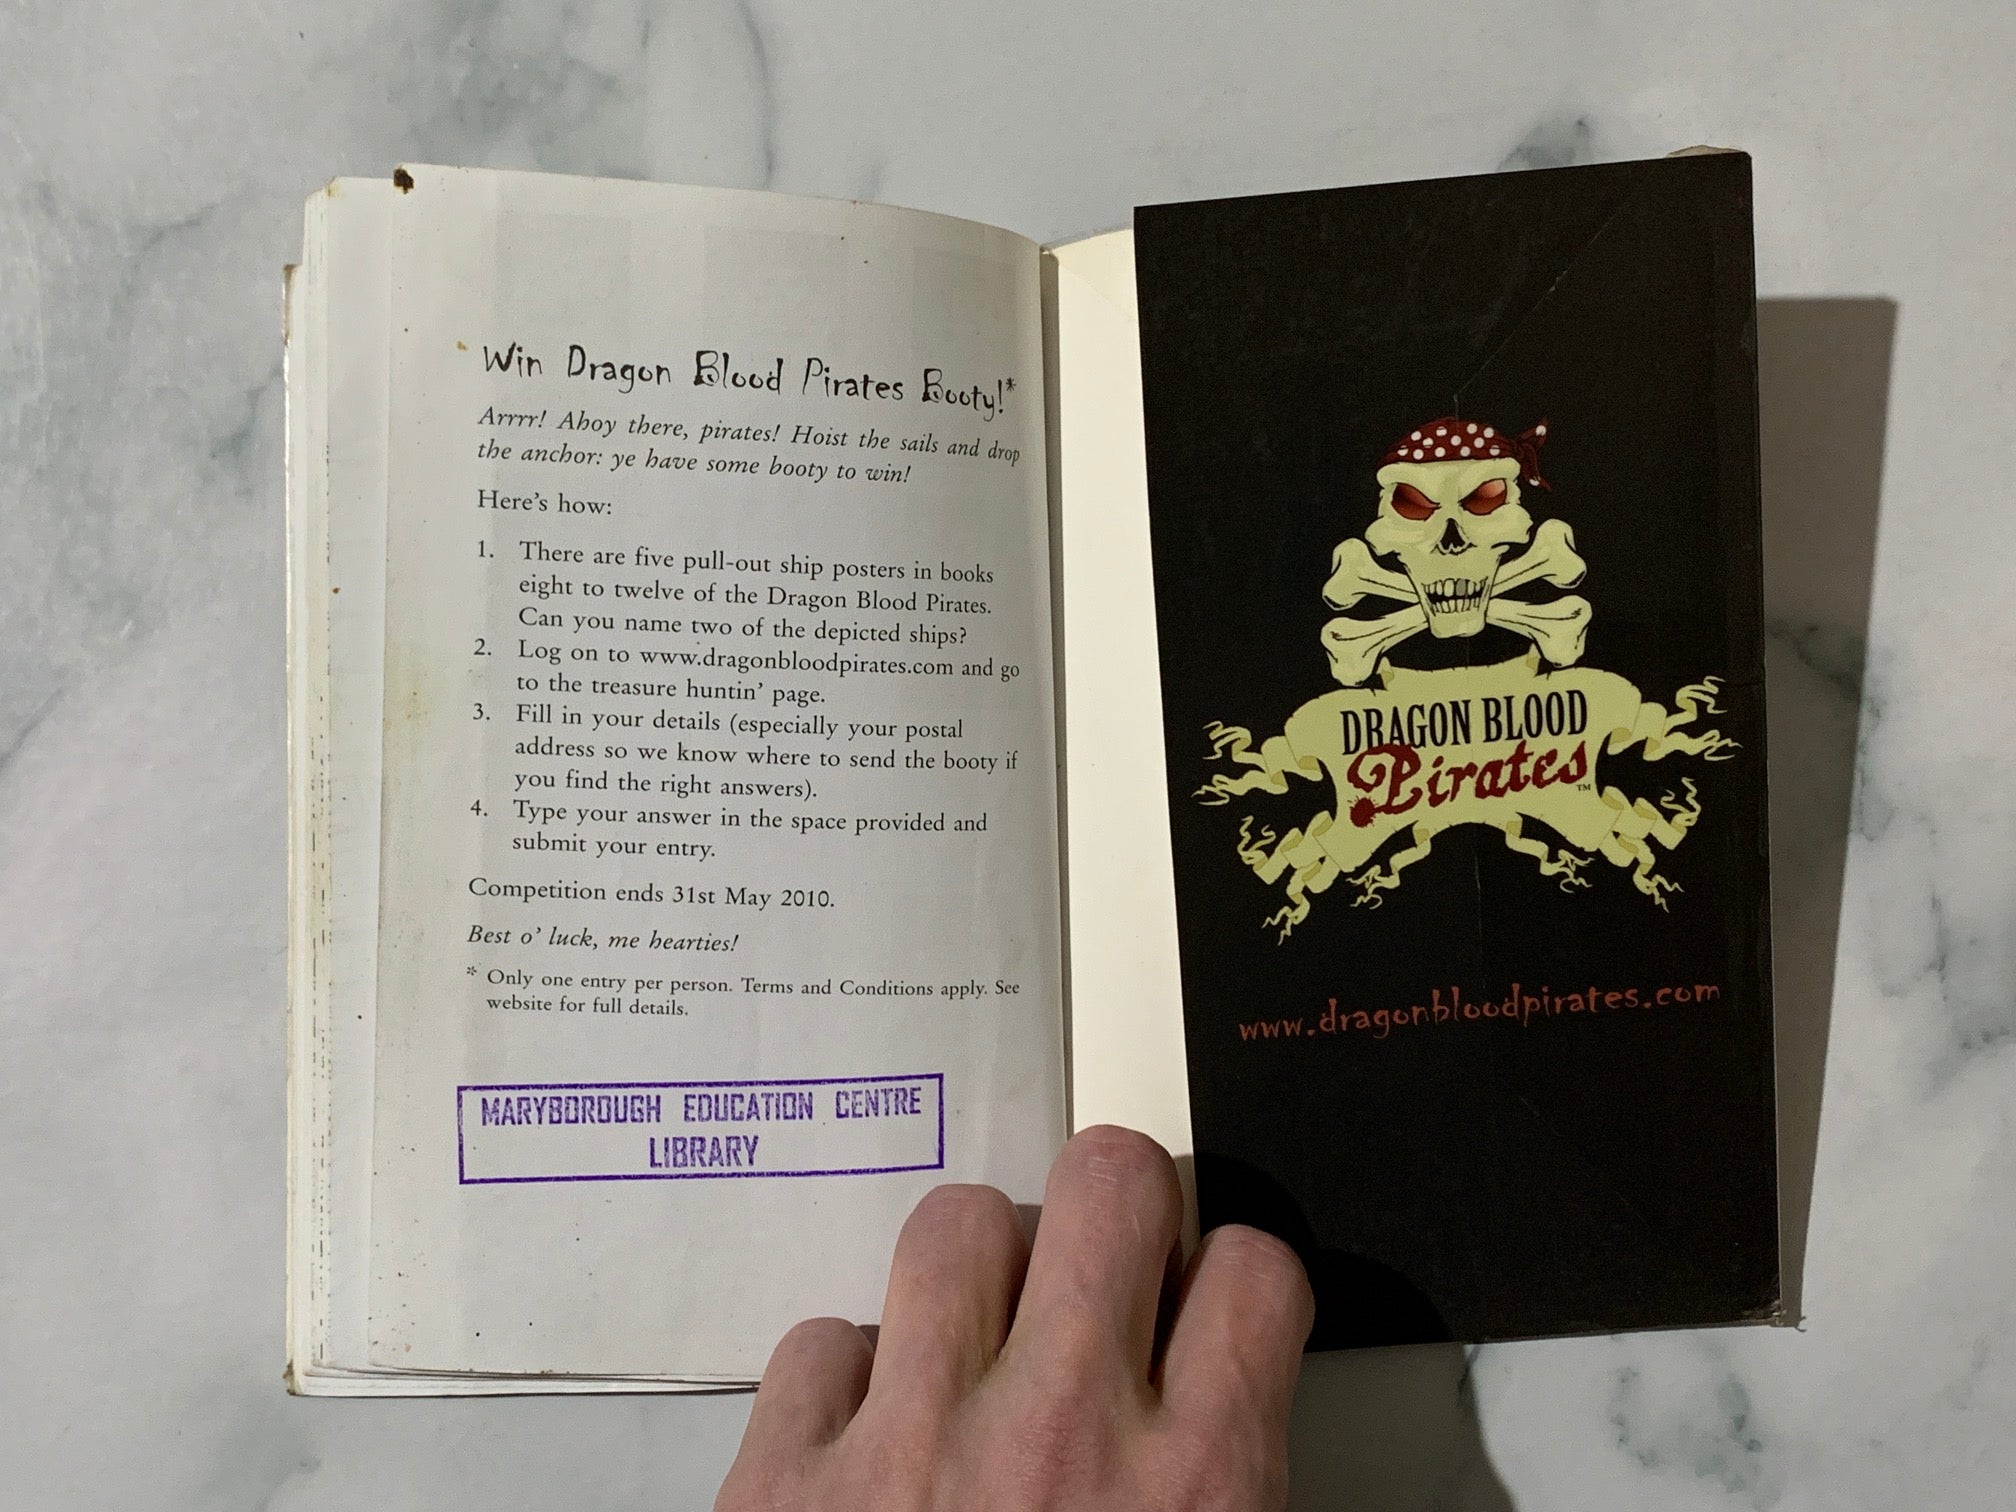 Win Dragon Blood Pirates Booty!*
Arrrr! Ahoy there, pirates! Hoist the sails and drop
the anchor: ye have some booty to win!
Here's how:
1. There are five pull-out ship posters in books
eight to twelve of the Dragon Blood Pirates.
Can you name two of the depicted ships?
2. Log on to www.dragonbloodpirates.com and go
to the treasure huntin' page.
3. Fill in your details (especially your postal
address so we know where to send the booty if
you find the right answers).
4. Type your answer in the space provided and
submit your entry.
Competition ends 31st May 2010.
Best o' luck, me hearties!
* Only one entry per person. Terms and Conditions apply. See
website for full details.
MARYBOROUGH EDUCATION CENTRE
LIBRARY
DRAGON BLOOD
Pirates™
www.dragonbloodpirates.com